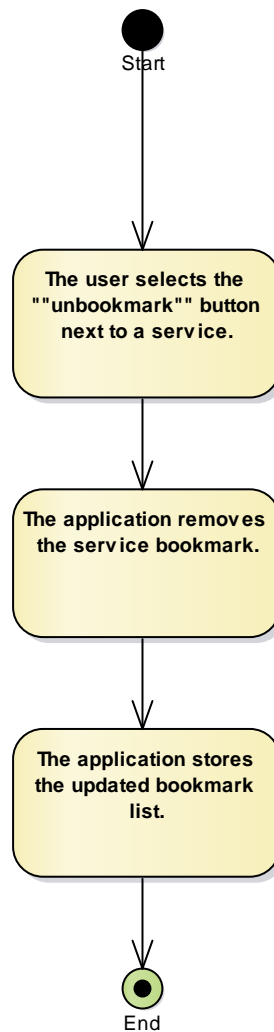 Start
The user selects the
""unbookmark"" button
next to a service.
The application removes
the service bookmark.
The application stores
the updated bookmark
list.
End